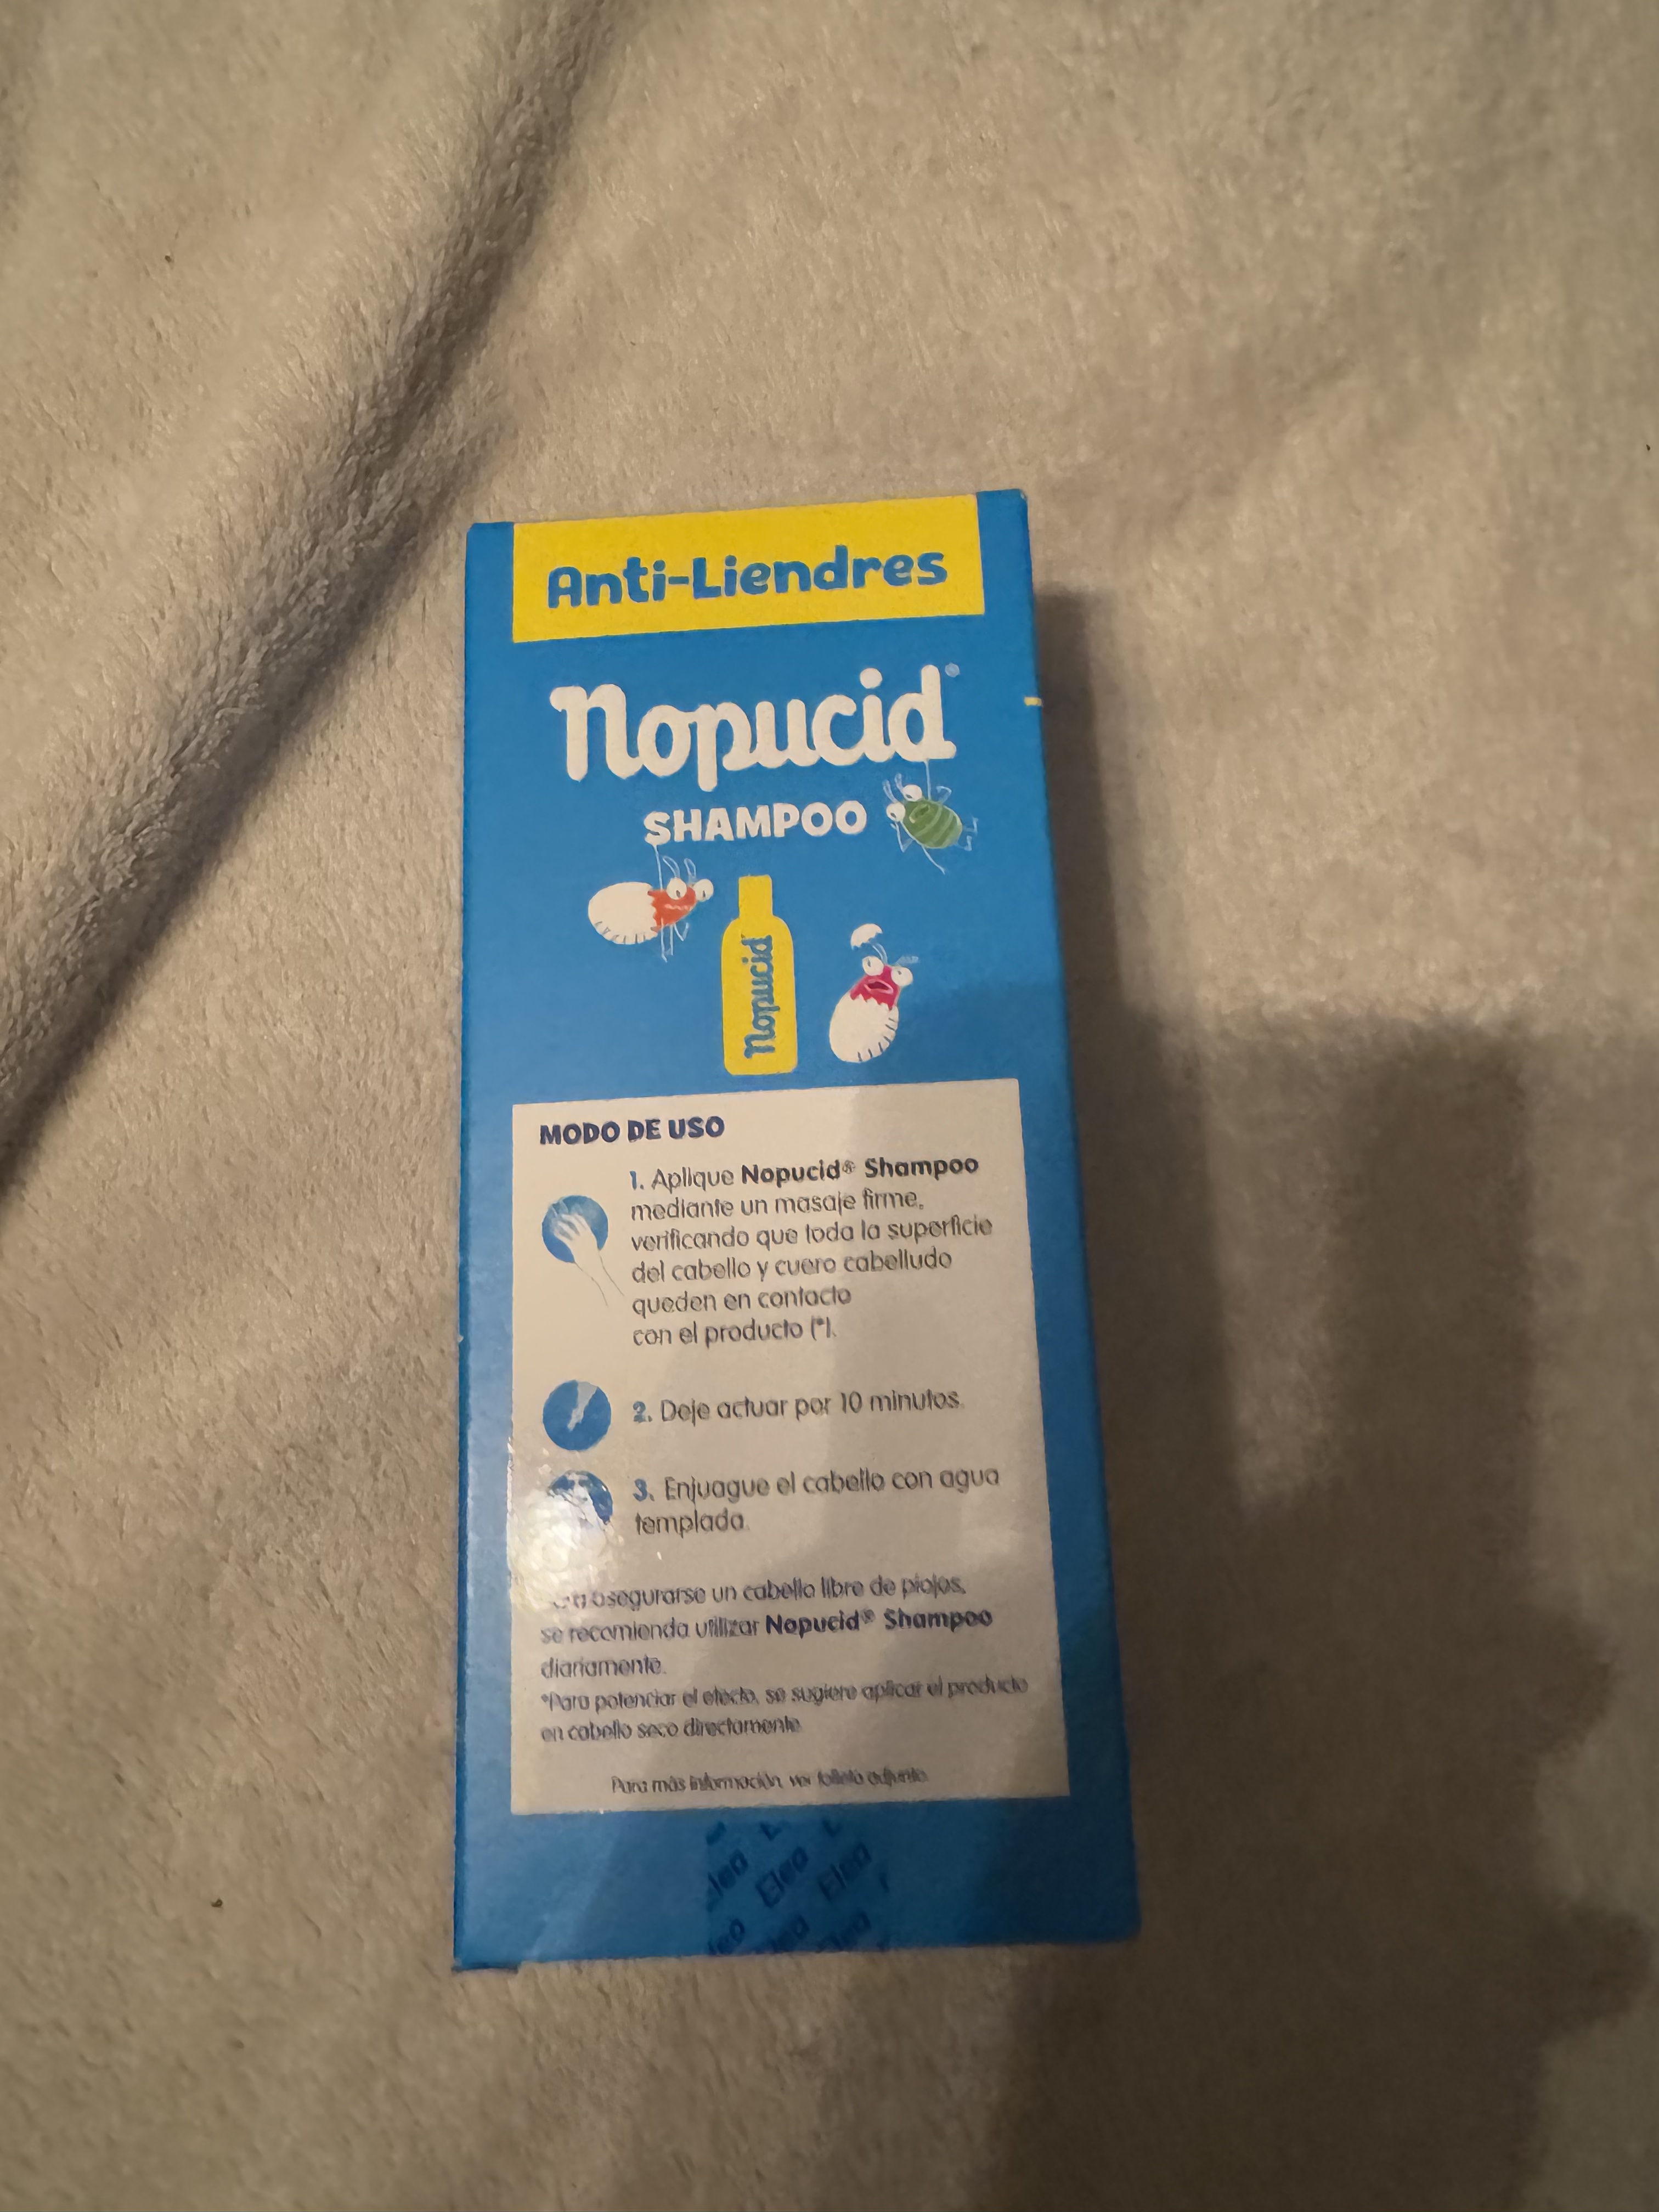 Anti-Liendres
Nopucid®
SHAMPOO
Nopucid
MODO DE USO
1. Aplique Nopucid® Shampoo
mediante un masaje firme,
verificando que toda la superficie
del cabello y cuero cabelludo
queden en contacto
con el producto (*).
2. Deje actuar por 10 minutos.
3. Enjuague el cabello con agua
templada.
asegurarse un cabello libre de piojos,
se recomienda utilizar Nopucid® Shampoo
diariamente.
*Para potenciar el efecto, se sugiere aplicar el producto
en cabello seco directamente.
Para más información, ver folleto adjunto.
Elea Elea Elea